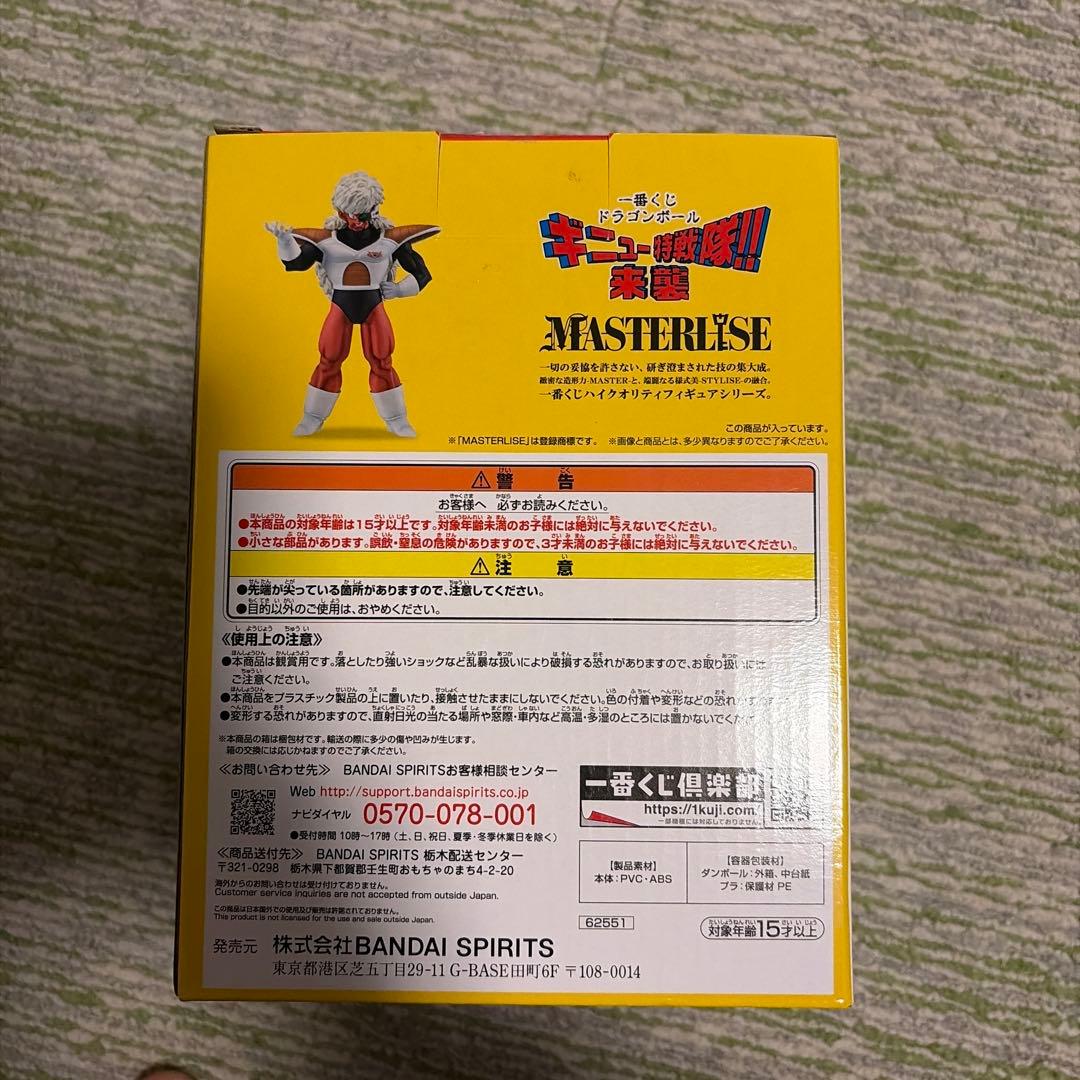 一番くじ
ドラゴンボール
ギニュー特戦隊!!
来襲
MASTERLISE
一切の妥協を許さない、研ぎ澄まされた技の集大成。
緻密な造形力-MASTER-と、端麗なる様式美-STYLISE-の融合。
一番くじハイクオリティフィギュアシリーズ。
この商品が入っています。
※「MASTERLISE」は登録商標です。 ※画像と商品とは、多少異なりますのでご了承ください。
⚠警告
お客様へ 必ずお読みください。
●本商品の対象年齢は15才以上です。対象年齢未満のお子様には絶対に与えないでください。
●小さな部品があります。誤飲・窒息の危険がありますので、3才未満のお子様には絶対に与えないでください。
⚠注意
●先端が尖っている箇所がありますので、注意してください。
●目的以外のご使用は、おやめください。
《使用上の注意》
●本商品は観賞用です。落としたり強いショックなど乱暴な扱いにより破損する恐れがありますので、お取り扱いには
ご注意ください。
●本商品をプラスチック製品の上に置いたり、接触させたままにしないでください。色の付着や変形などの恐れが
●変形する恐れがありますので、直射日光の当たる場所や窓際・車内など高温・多湿のところには置かないでください
※本商品の箱は梱包材です。輸送の際に多少の傷や凹みが生じます。
箱の交換には応じかねますのでご了承ください。
≪お問い合わせ先≫ BANDAI SPIRITSお客様相談センター
Web http://support.bandaispirits.co.jp
ナビダイヤル 0570-078-001
●受付時間 10時〜17時(土、日、祝日、夏季・冬季休業日を除く)
≪商品送付先≫ BANDAI SPIRITS 栃木配送センター
〒321-0298 栃木県下都賀郡壬生町おもちゃのまち4-2-20
海外からのお問い合わせは受け付けておりません。
Customer service inquiries are not accepted from outside Japan.
この商品は日本国外での使用及び販売は許諾されておりません。
This product is not licensed for the use and sale outside Japan.
発売元 株式会社BANDAI SPIRITS
東京都港区芝五丁目29-11 G-BASE田町6F 〒108-0014
一番くじ倶楽部
https://1kuji.com/
一部機種には対応しておりません。
【製品素材】
本体:PVC・ABS
【容器包装材】
ダンボール:外箱、中台紙
プラ:保護材 PE
62551
対象年齢15才以上